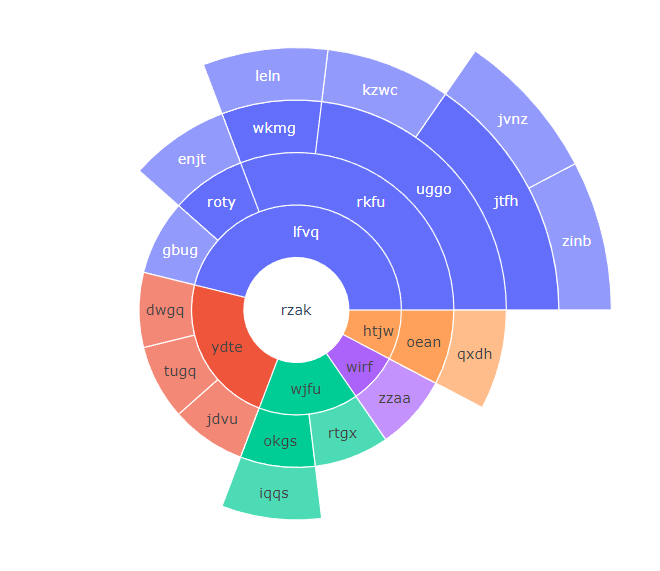 leln
kzwc
jvnz
wkmg
enjt
uggo
jtfh
roty
rkfu
lfvq
zinb
gbug
dwgq
rzak
htjw
oean
qxdh
ydte
tugq
wirf
wjfu
zzaa
jdvu
okgs
rtgx
iqqs